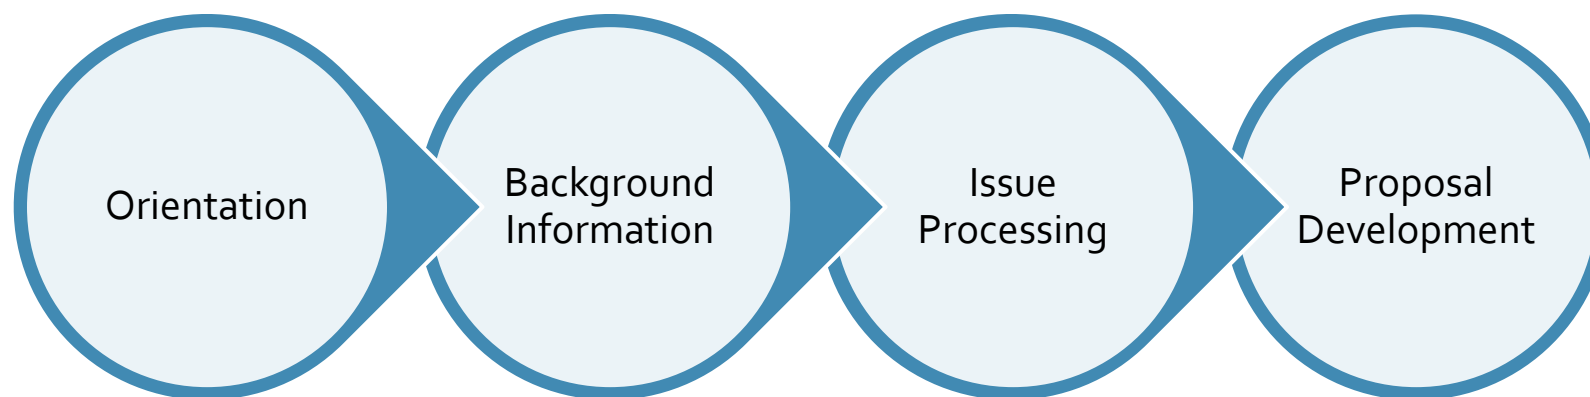 Orientation
Background
Information
Issue
Processing
Proposal
Development